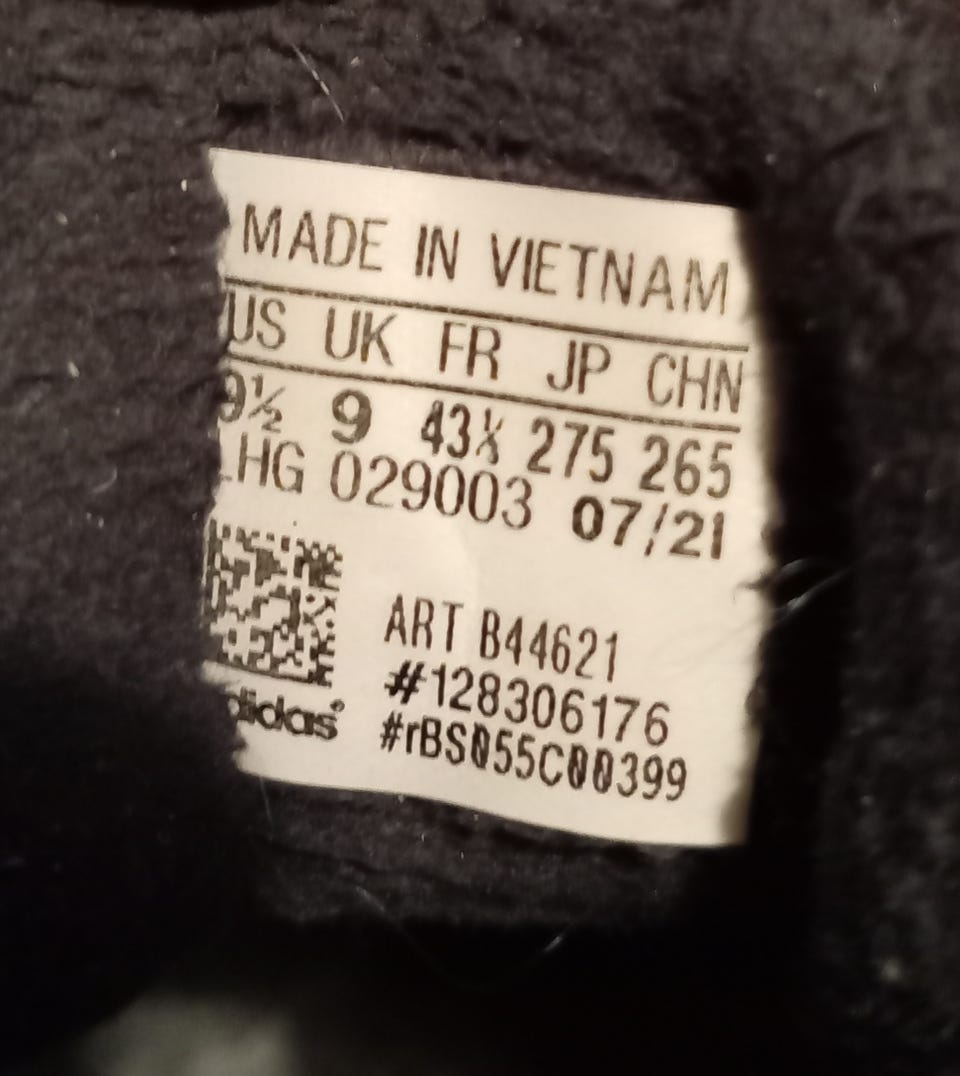 MADE IN VIETNAM
US UK FR JP CHN
9½ 9 43⅓ 275 265
LHG 029003 07/21
ART B44621
#128306176
#rBS055C00399
adidas